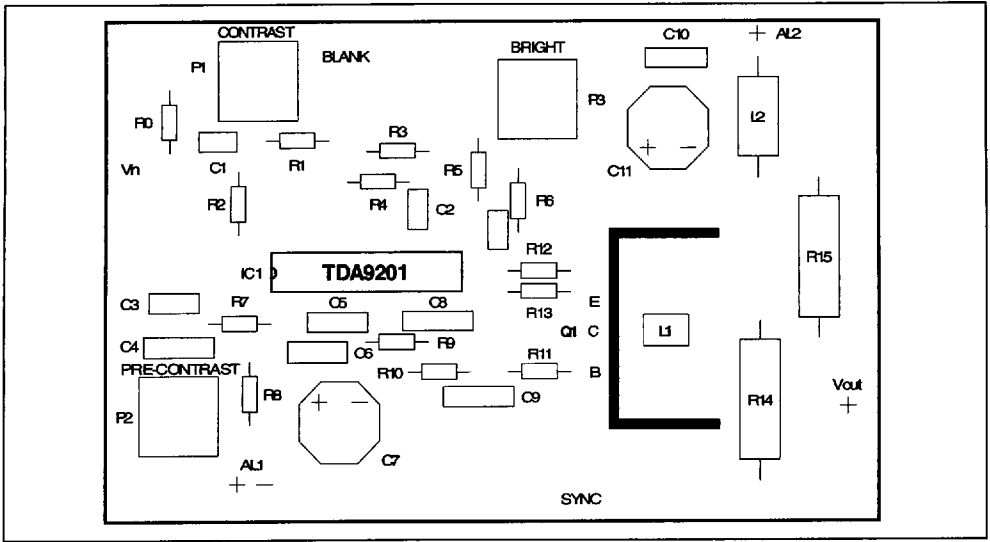 CONTRAST
BLANK
BRIGHT
C10
+ AL2
P1
P3
R0
L2
C1
R1
R3
R5
C11
+ −
Vin
R2
R4
C2
R6
IC1
TDA9201
R12
R15
R13
C3
R7
C5
C8
E
Q1 C
L1
C4
C6
R9
PRE-CONTRAST
R10
R11
B
P2
R8
+ −
C9
R14
Vout
+
C7
AL1
+ −
SYNC